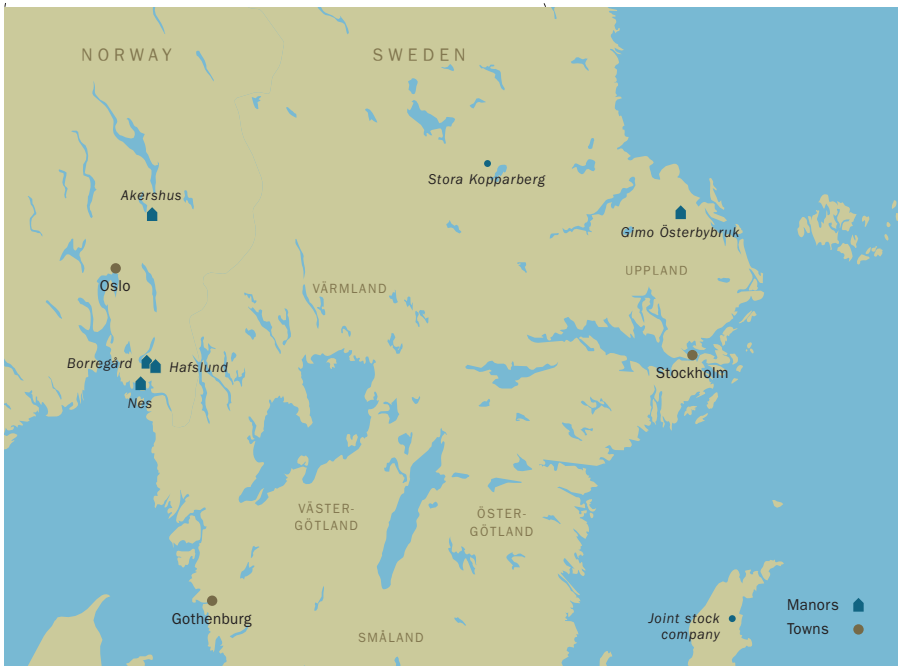 NORWAY
SWEDEN
Stora Kopparberg
Akershus
Gimo Österbybruk
UPPLAND
Oslo
VÄRMLAND
Borregård
Hafslund
Stockholm
Nes
VÄSTER-
GÖTLAND
ÖSTER-
GÖTLAND
Gothenburg
SMÅLAND
Joint stock
company
Manors
Towns